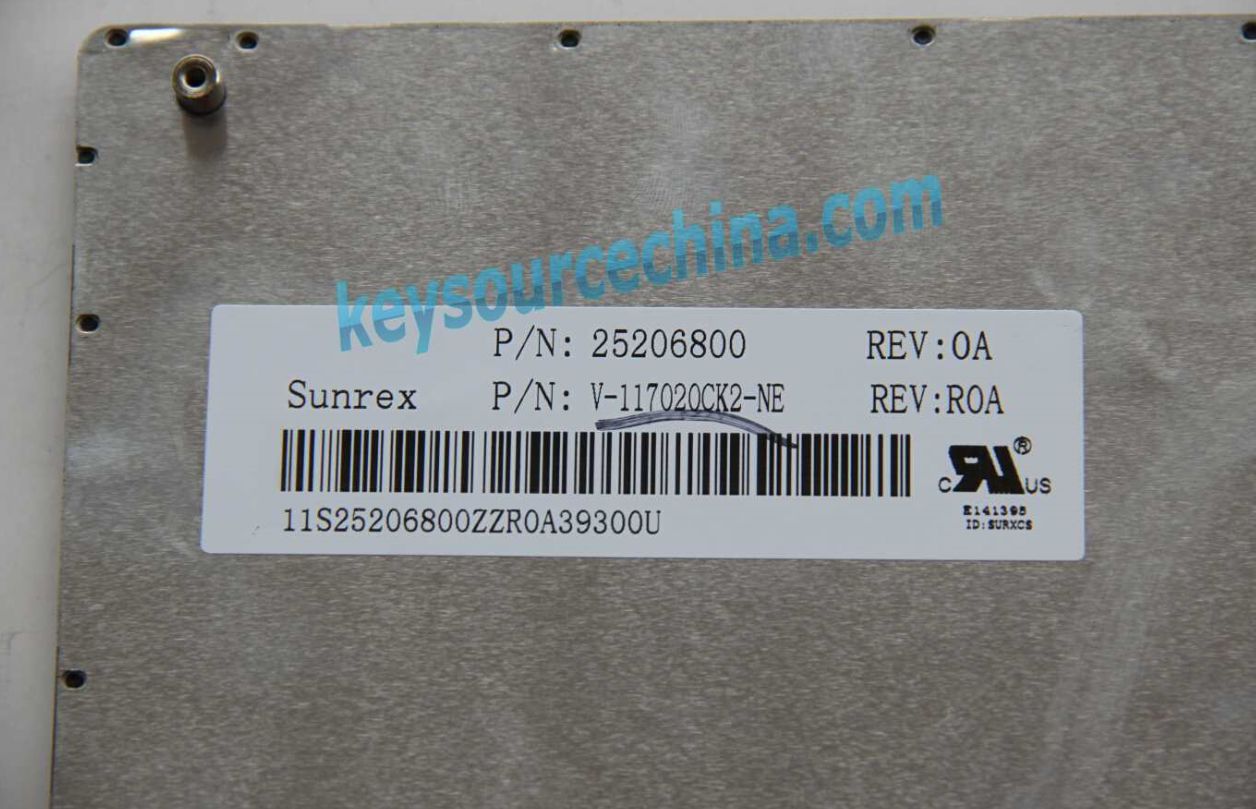 keysourcechina.com
P/N: 25206800 REV:0A
Sunrex P/N: V-117020CK2-NE REV:R0A
11S25206800ZZR0A39300U
®
C US
E141395
ID:SURXCS